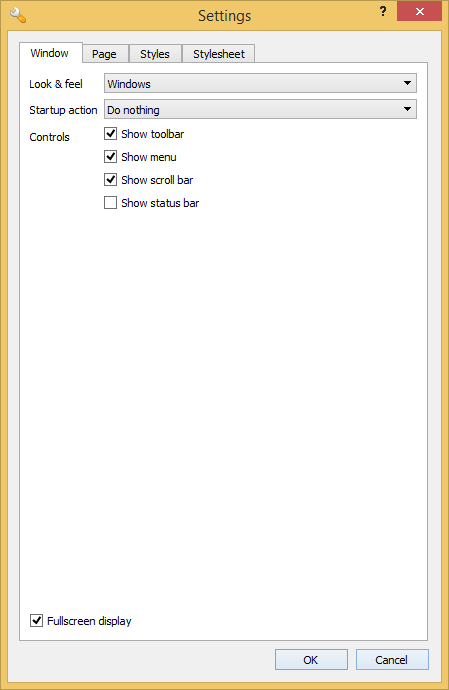 Settings
?
Window Page Styles Stylesheet
Look & feel Windows
Startup action Do nothing
Controls Show toolbar
Show menu
Show scroll bar
Show status bar
Fullscreen display
OK Cancel